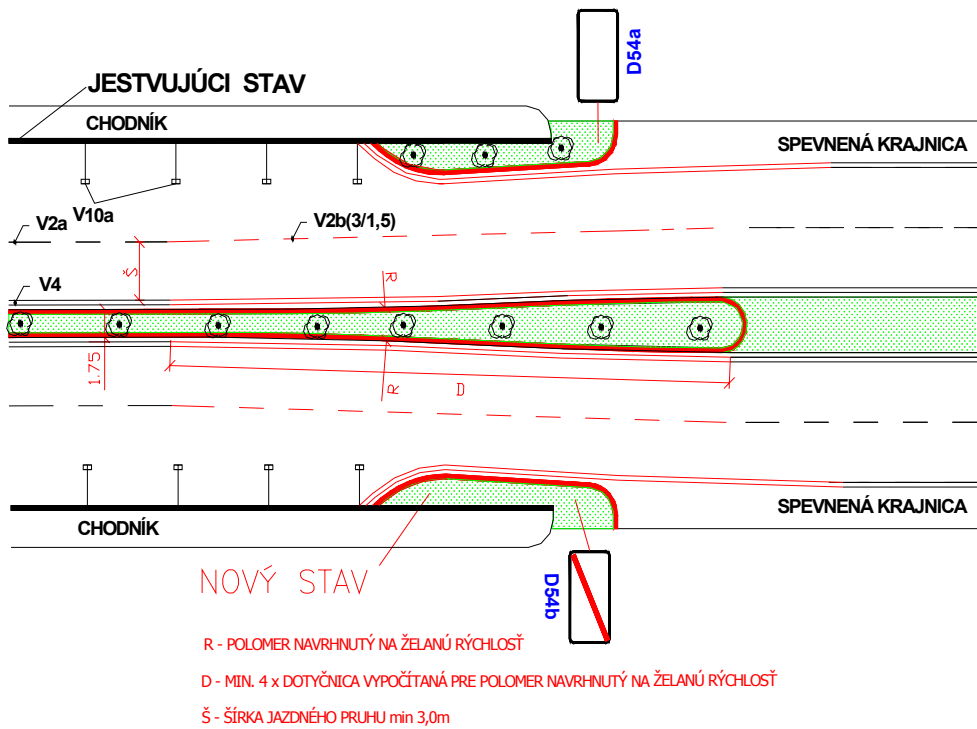 D54a
JESTVUJÚCI STAV
CHODNÍK
SPEVNENÁ KRAJNICA
V10a
V2a
V2b(3/1,5)
Š
R
V4
1.75
R
D
CHODNÍK
SPEVNENÁ KRAJNICA
NOVÝ STAV
D54b
R - POLOMER NAVRHNUTÝ NA ŽELANÚ RÝCHLOSŤ
D - MIN. 4 x DOTYČNICA VYPOČÍTANÁ PRE POLOMER NAVRHNUTÝ NA ŽELANÚ RÝCHLOSŤ
Š - ŠÍRKA JAZDNÉHO PRUHU min 3,0m